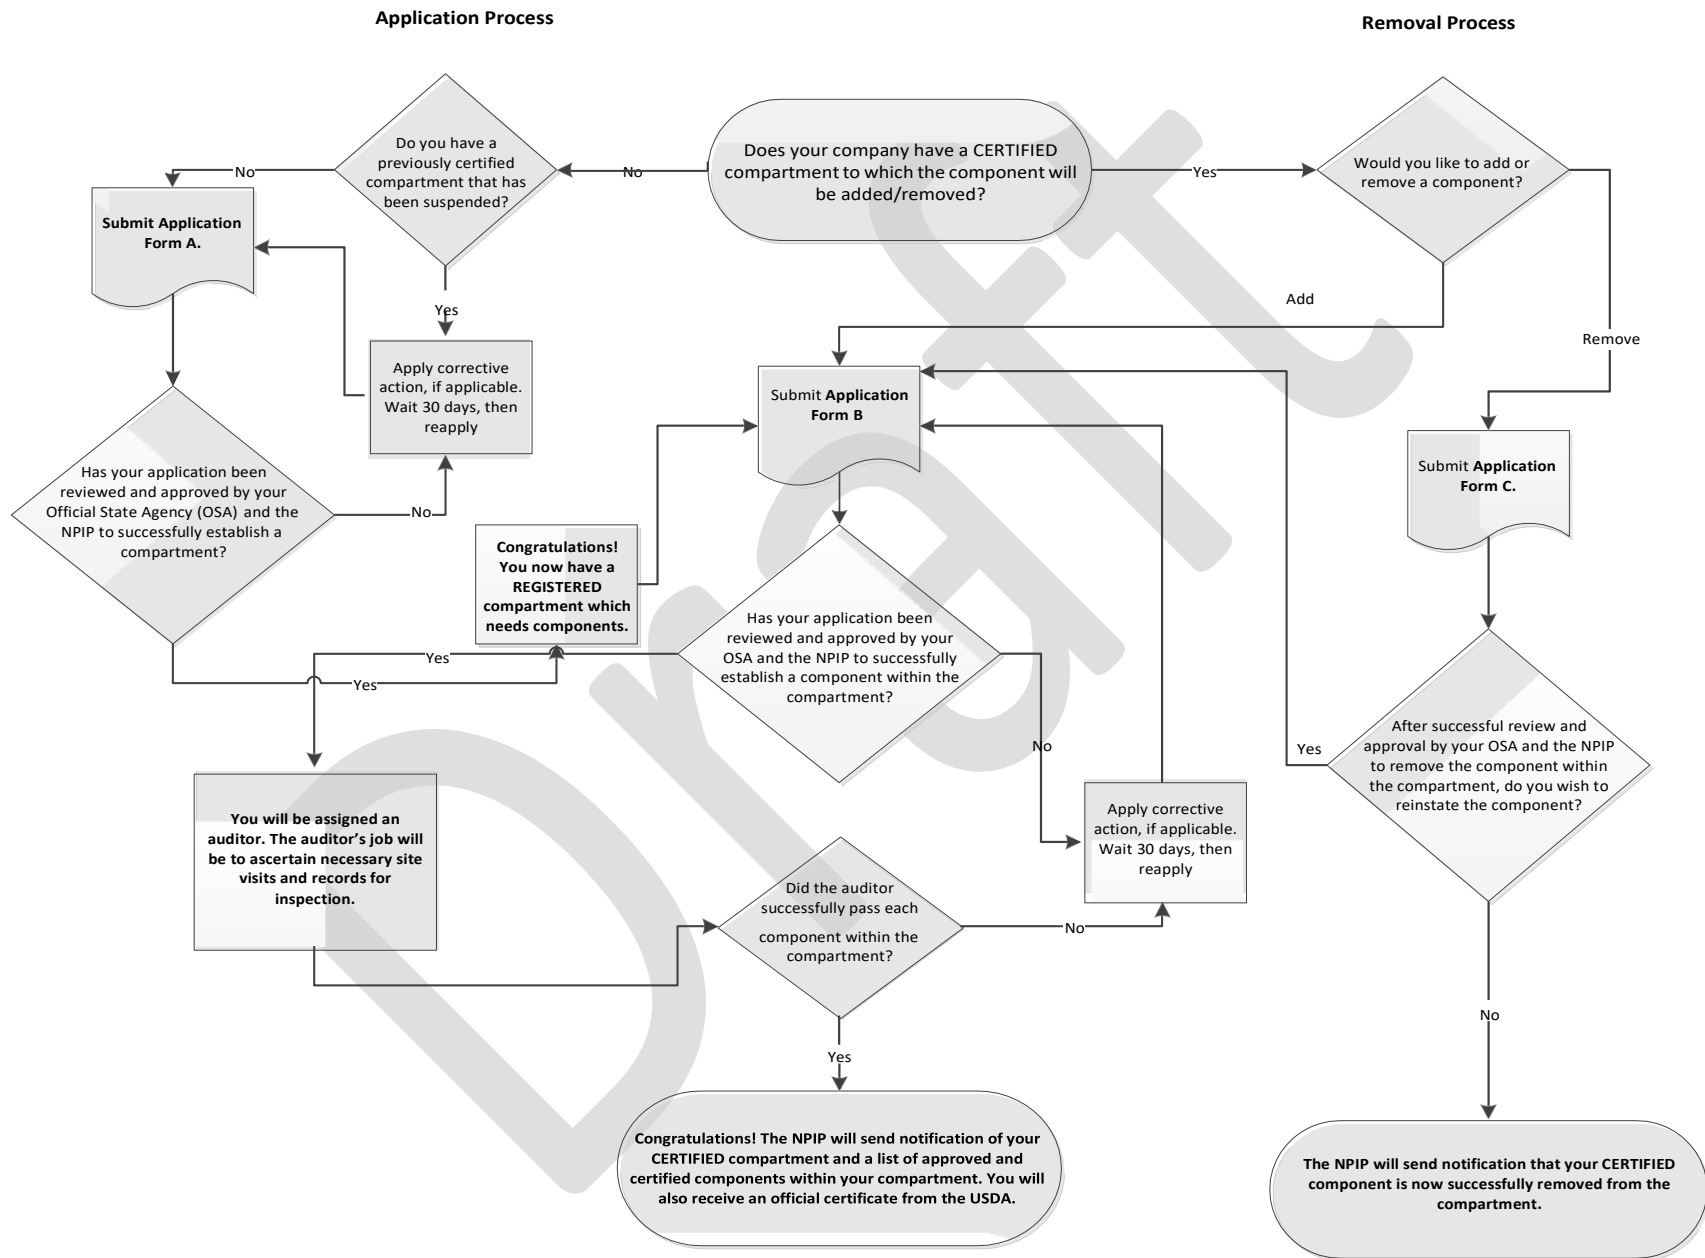 Application Process
Removal Process
Does your company have a CERTIFIED
compartment to which the component will
be added/removed?
No
Yes
Do you have a
previously certified
compartment that has
been suspended?
No
Yes
Submit Application
Form A.
Apply corrective
action, if applicable.
Wait 30 days, then
reapply
Has your application been
reviewed and approved by your
Official State Agency (OSA) and the
NPIP to successfully establish a
compartment?
No
Yes
Congratulations!
You now have a
REGISTERED
compartment which
needs components.
Would you like to add or
remove a component?
Add
Remove
Submit Application
Form B
Has your application been
reviewed and approved by your
OSA and the NPIP to successfully
establish a component within the
compartment?
Yes
No
You will be assigned an
auditor. The auditor’s job will
be to ascertain necessary site
visits and records for
inspection.
Did the auditor
successfully pass each
component within the
compartment?
No
Yes
Apply corrective
action, if applicable.
Wait 30 days, then
reapply
Congratulations! The NPIP will send notification of your
CERTIFIED compartment and a list of approved and
certified components within your compartment. You will
also receive an official certificate from the USDA.
Submit Application
Form C.
After successful review and
approval by your OSA and the NPIP
to remove the component within
the compartment, do you wish to
reinstate the component?
Yes
No
The NPIP will send notification that your CERTIFIED
component is now successfully removed from the
compartment.
Draft